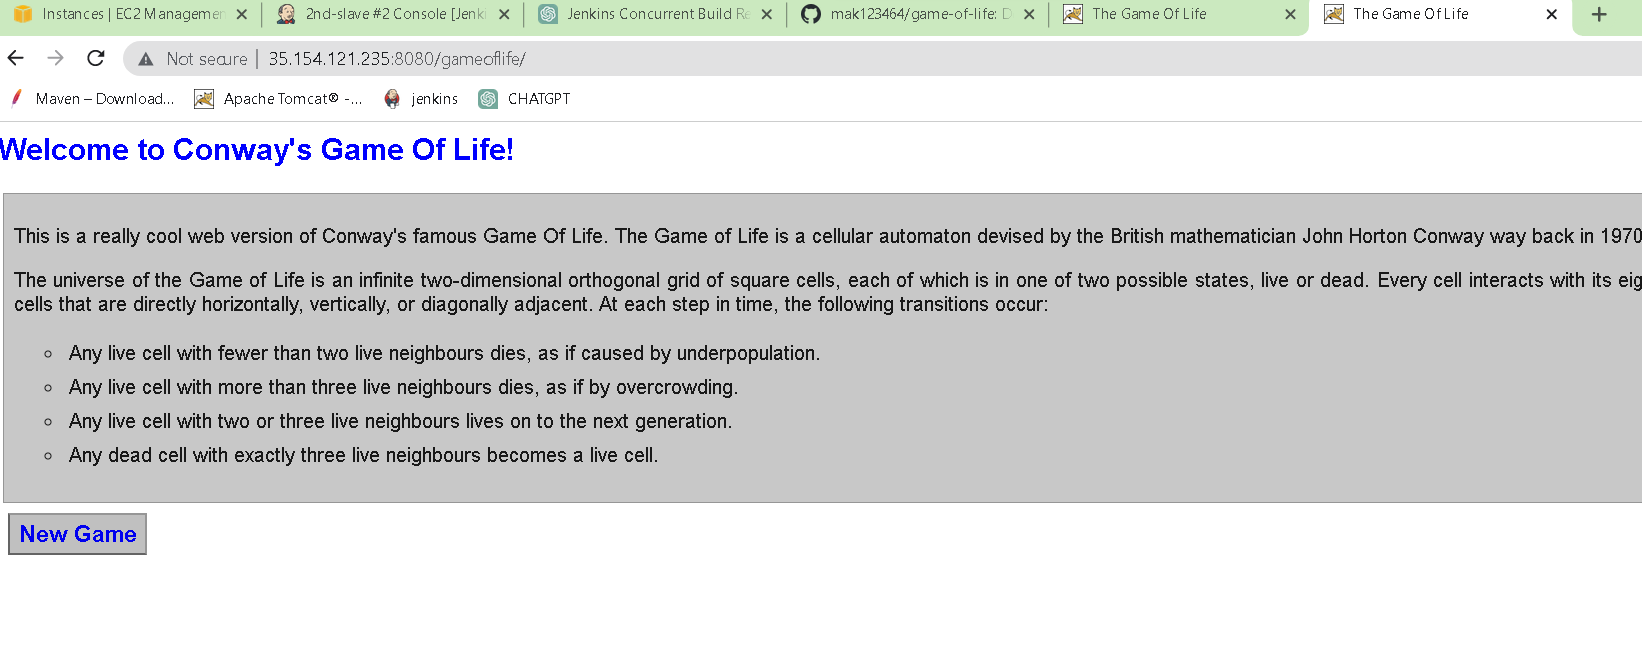 Instances | EC2 Managemen
2nd-slave #2 Console [Jenki
Jenkins Concurrent Build Re
mak123464/game-of-life: D
The Game Of Life
The Game Of Life
Not secure | 35.154.121.235:8080/gameoflife/
Maven – Download...
Apache Tomcat® -...
jenkins
CHATGPT
Welcome to Conway's Game Of Life!
This is a really cool web version of Conway's famous Game Of Life. The Game of Life is a cellular automaton devised by the British mathematician John Horton Conway way back in 1970
The universe of the Game of Life is an infinite two-dimensional orthogonal grid of square cells, each of which is in one of two possible states, live or dead. Every cell interacts with its eig
cells that are directly horizontally, vertically, or diagonally adjacent. At each step in time, the following transitions occur:
Any live cell with fewer than two live neighbours dies, as if caused by underpopulation.
Any live cell with more than three live neighbours dies, as if by overcrowding.
Any live cell with two or three live neighbours lives on to the next generation.
Any dead cell with exactly three live neighbours becomes a live cell.
New Game